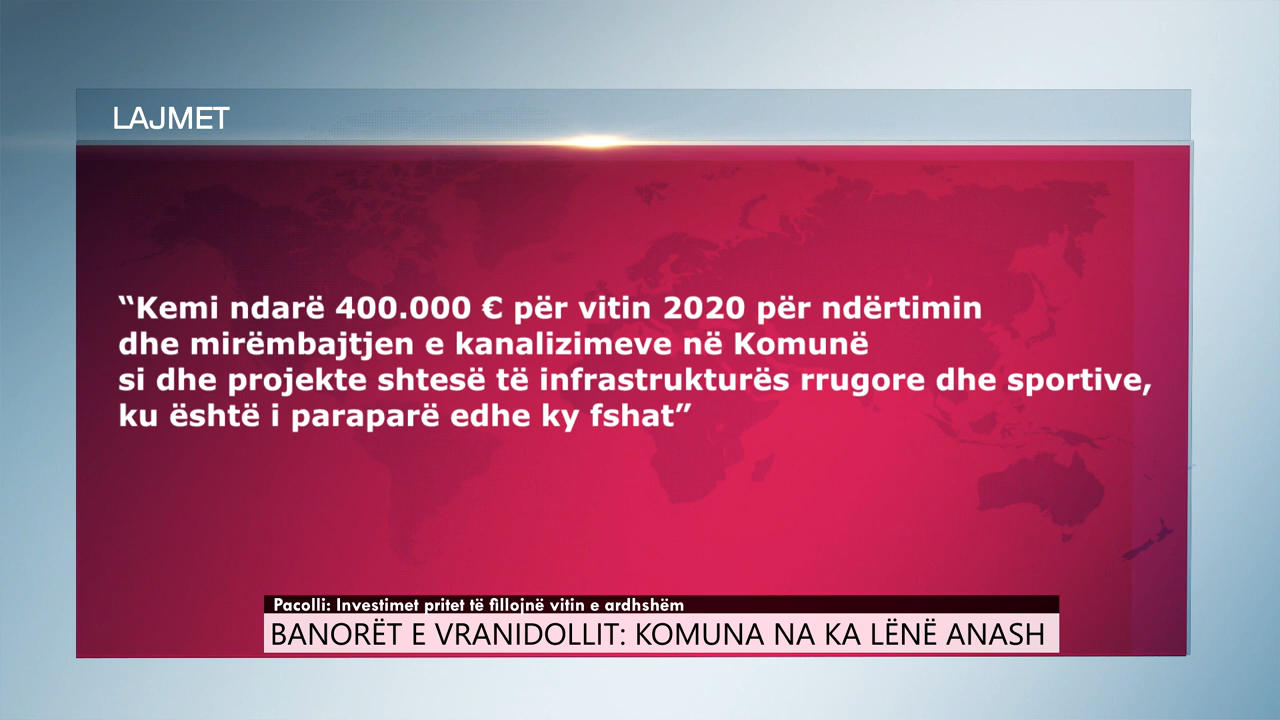 LAJMET
“Kemi ndarë 400.000 € për vitin 2020 për ndërtimin
dhe mirëmbajtjen e kanalizimeve në Komunë
si dhe projekte shtesë të infrastrukturës rrugore dhe sportive,
ku është i paraparë edhe ky fshat”
Pacolli: Investimet pritet të fillojnë vitin e ardhshëm
BANORËT E VRANIDOLLIT: KOMUNA NA KA LËNË ANASH